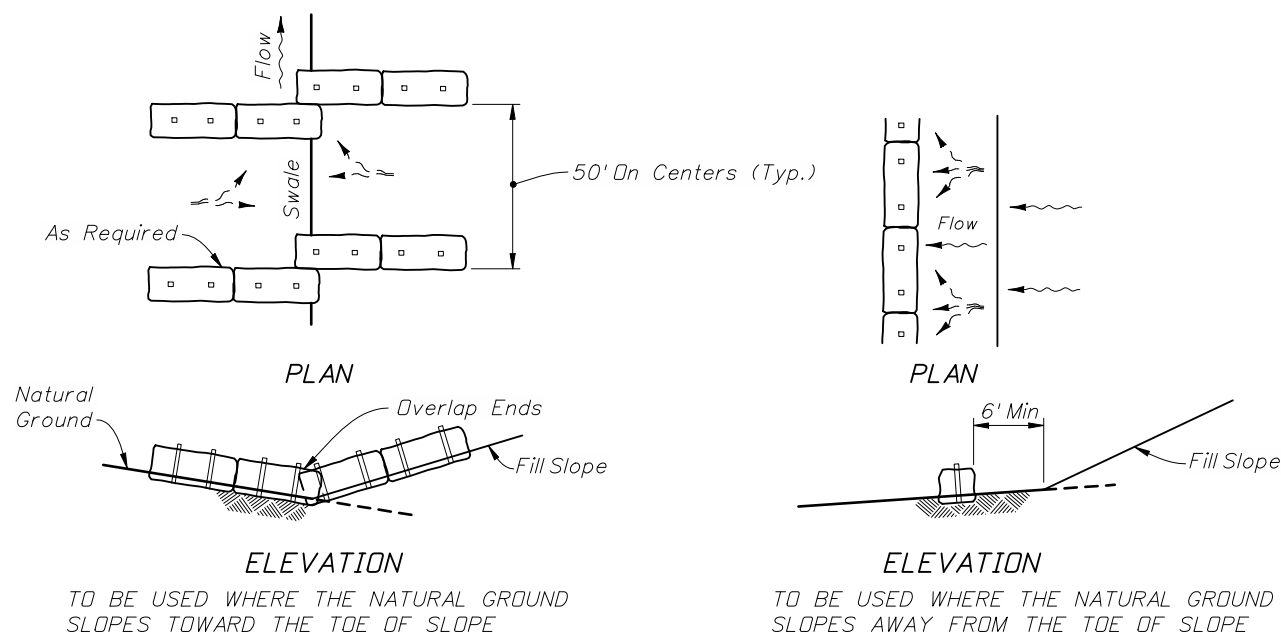 Flow
Swale
50' On Centers (Typ.)
As Required
PLAN
Natural
Ground
Overlap Ends
Fill Slope
ELEVATION
TO BE USED WHERE THE NATURAL GROUND
SLOPES TOWARD THE TOE OF SLOPE
Flow
PLAN
6' Min
Fill Slope
ELEVATION
TO BE USED WHERE THE NATURAL GROUND
SLOPES AWAY FROM THE TOE OF SLOPE